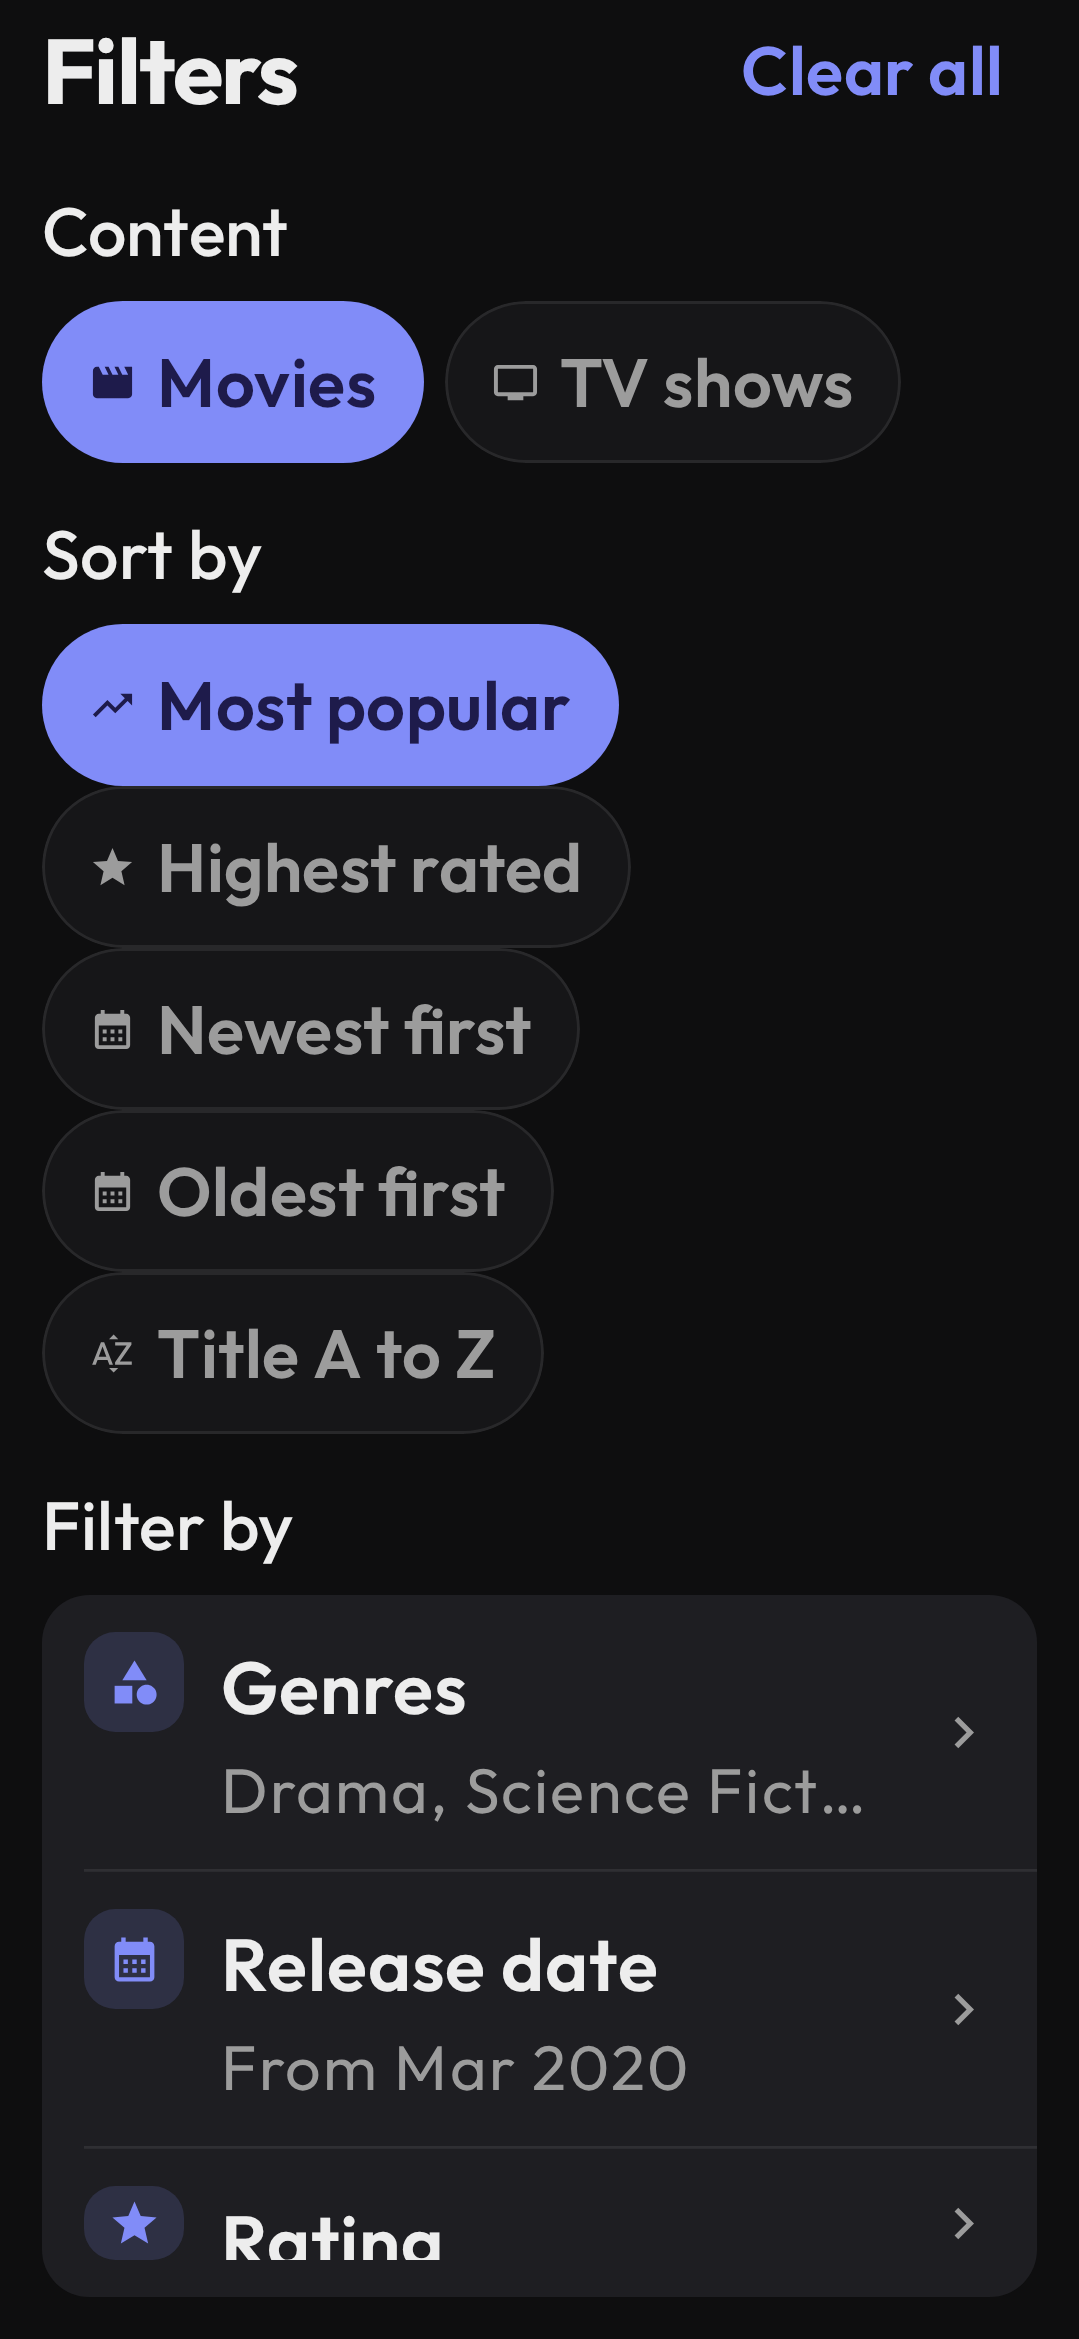 Filters
Clear all
Content
Movies
TV shows
Sort by
Most popular
Highest rated
Newest first
Oldest first
AZ Title A to Z
Filter by
Genres
Drama, Science Fict...
Release date
From Mar 2020
Rating